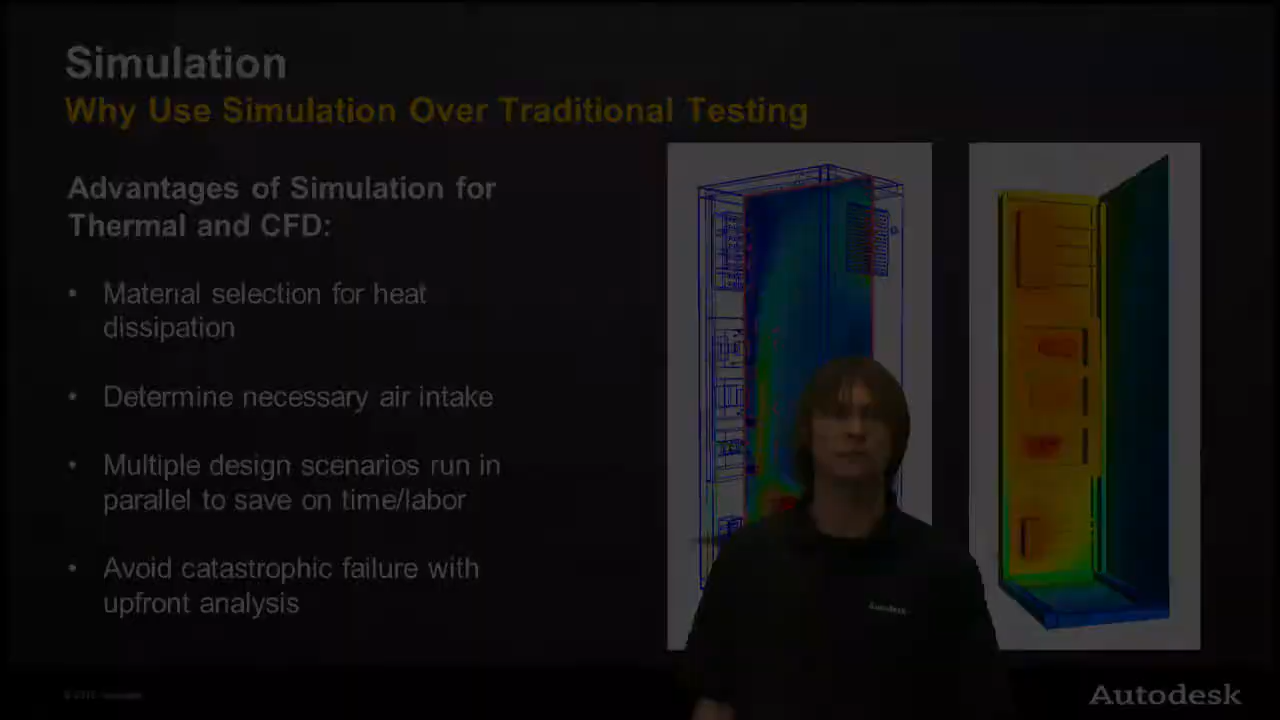 Simulation
Why Use Simulation Over Traditional Testing
Advantages of Simulation for
Thermal and CFD:
• Material selection for heat
dissipation
• Determine necessary air intake
• Multiple design scenarios run in
parallel to save on time/labor
• Avoid catastrophic failure with
upfront analysis
Autodesk
Autodesk